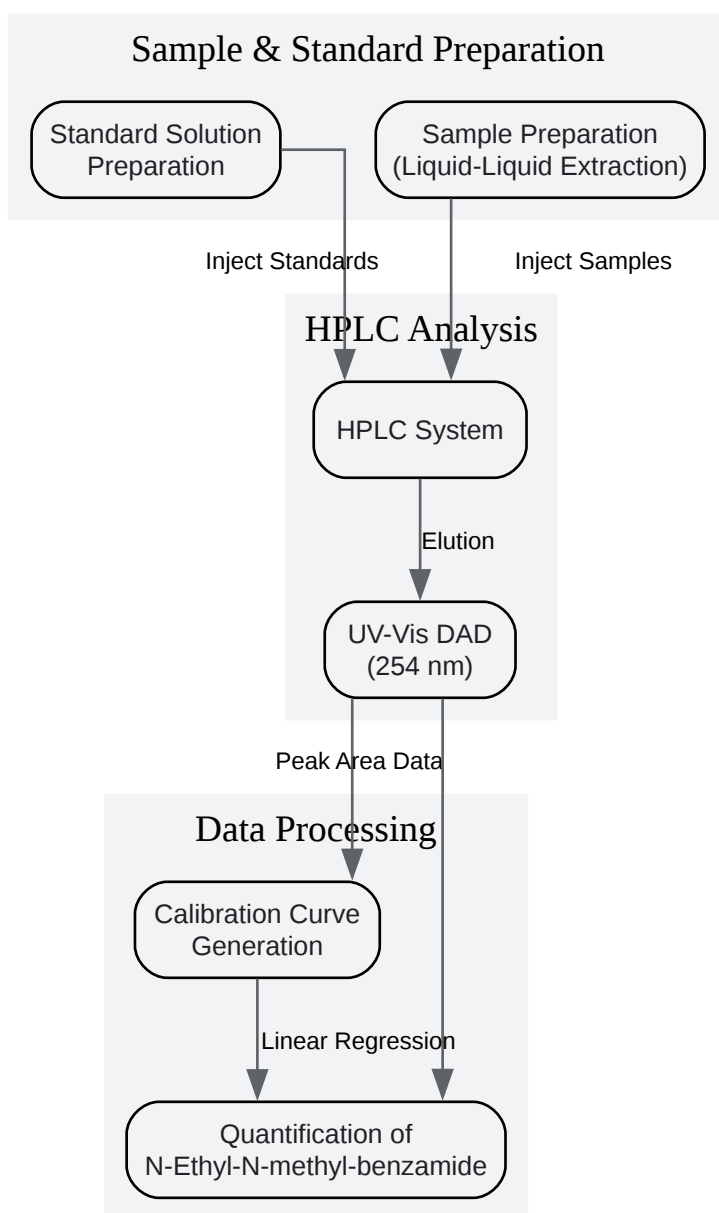 Sample & Standard Preparation
Standard Solution
Preparation
Sample Preparation
(Liquid-Liquid Extraction)
Inject Standards
Inject Samples
HPLC Analysis
HPLC System
Elution
UV-Vis DAD
(254 nm)
Peak Area Data
Data Processing
Calibration Curve
Generation
Linear Regression
Quantification of
N-Ethyl-N-methyl-benzamide